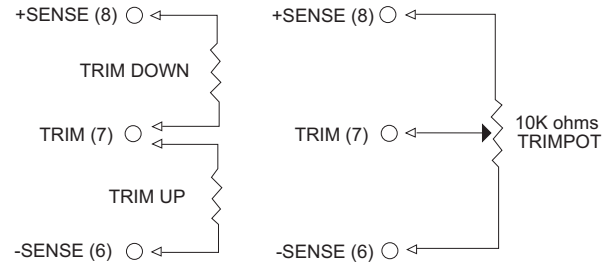 +SENSE (8)
TRIM DOWN
TRIM (7)
TRIM UP
-SENSE (6)
+SENSE (8)
TRIM (7)
10K ohms
TRIMPOT
-SENSE (6)